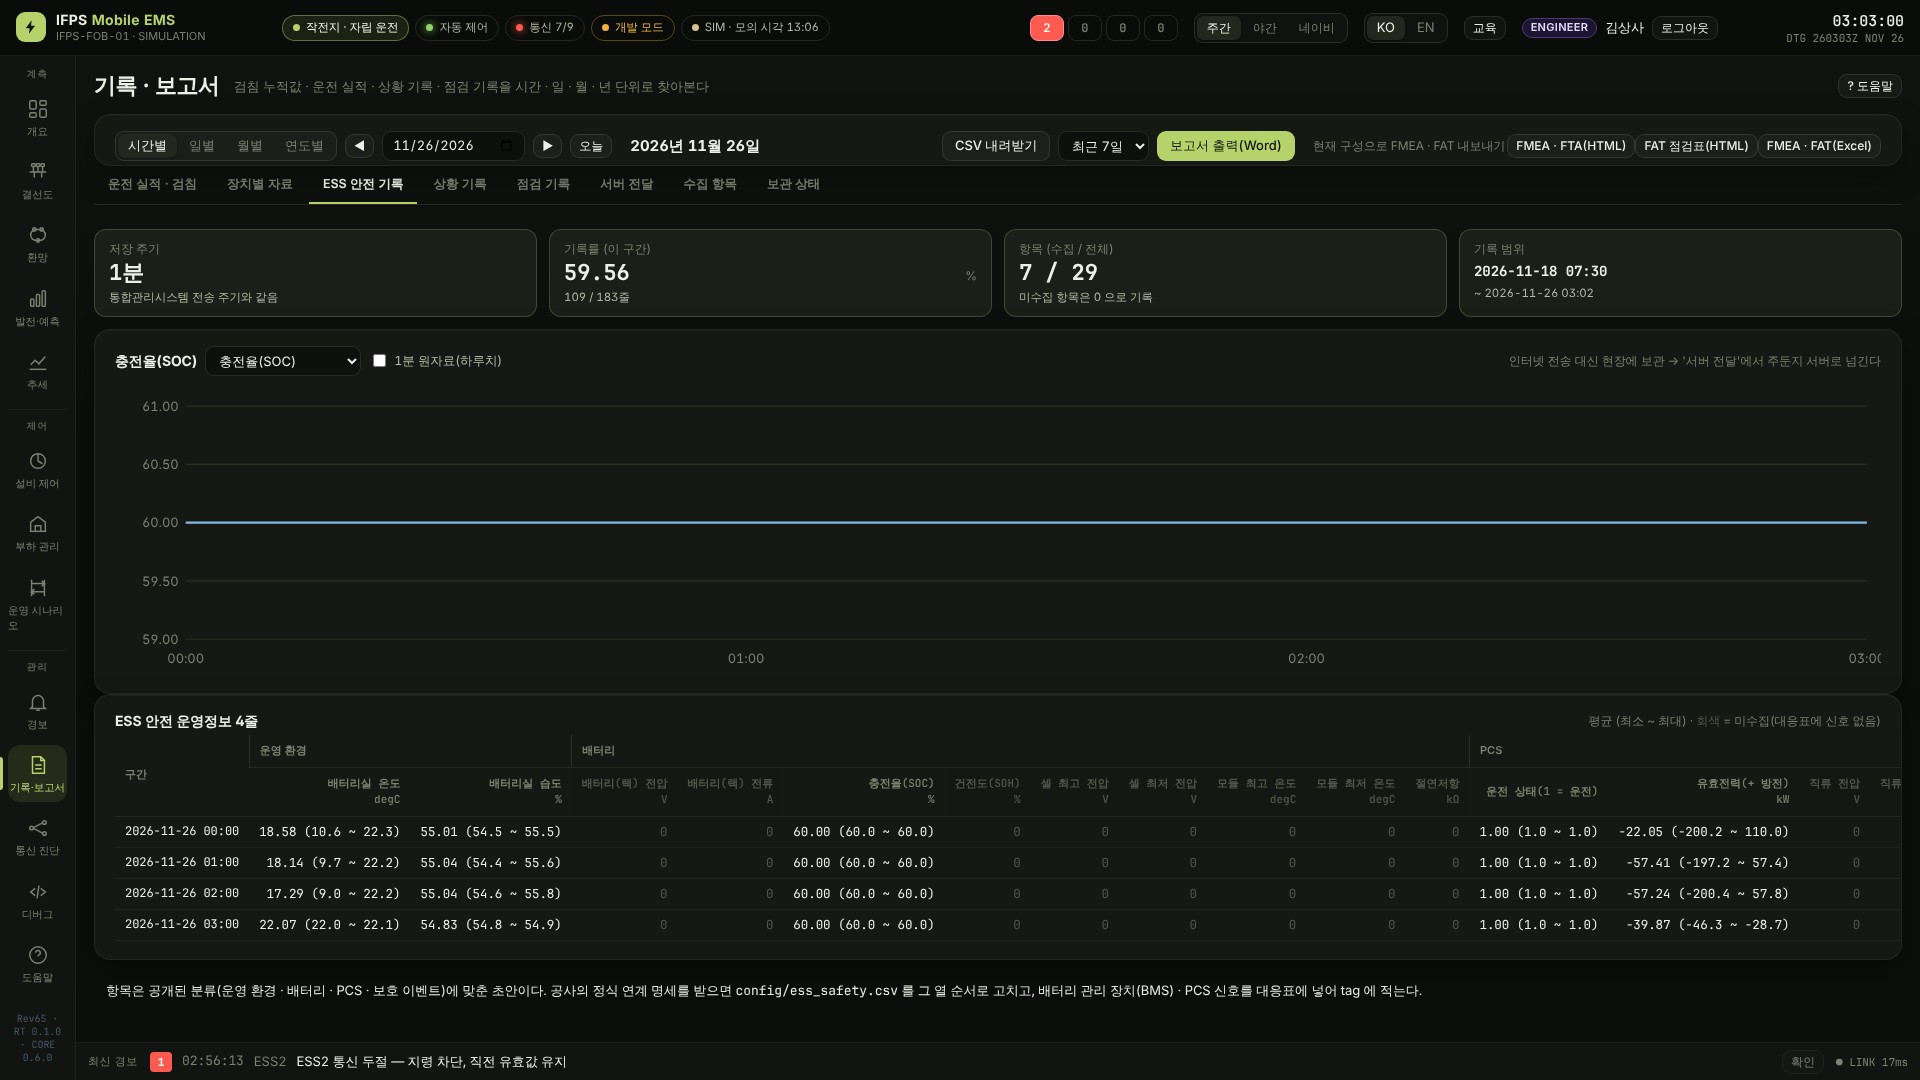 IFPS Mobile EMS
IFPS-FOB-01 · SIMULATION
작전지 · 자립 운전
자동 제어
통신 7/9
개발 모드
SIM · 모의 시각 13:06
2
0
0
0
주간
야간
네이비
KO
EN
교육
ENGINEER
김상사
로그아웃
03:03:00
DTG 260303Z NOV 26
계측
개요
결선도
환망
발전·예측
추세
제어
설비 제어
부하 관리
운영 시나리
오
관리
경보
기록·보고서
통신 진단
디버그
도움말
Rev65 ·
RT 0.1.0
· CORE
0.6.0
기록 · 보고서
검침 누적값 · 운전 실적 · 상황 기록 · 점검 기록을 시간 · 일 · 월 · 년 단위로 찾아본다
? 도움말
시간별
일별
월별
연도별
◀
11/26/2026
▶
오늘
2026년 11월 26일
CSV 내려받기
최근 7일
보고서 출력(Word)
현재 구성으로 FMEA · FAT 내보내기
FMEA · FTA(HTML)
FAT 점검표(HTML)
FMEA · FAT(Excel)
운전 실적 · 검침
장치별 자료
ESS 안전 기록
상황 기록
점검 기록
서버 전달
수집 항목
보관 상태
저장 주기
1분
통합관리시스템 전송 주기와 같음
기록률 (이 구간)
59.56
%
109 / 183줄
항목 (수집 / 전체)
7 / 29
미수집 항목은 0 으로 기록
기록 범위
2026-11-18 07:30
~ 2026-11-26 03:02
충전율(SOC)
충전율(SOC)
1분 원자료(하루치)
인터넷 전송 대신 현장에 보관 → '서버 전달'에서 주둔지 서버로 넘긴다
61.00
60.50
60.00
59.50
59.00
00:00
01:00
02:00
03:00
ESS 안전 운영정보 4줄
평균 (최소 ~ 최대) · 회색 = 미수집(대응표에 신호 없음)
구간
운영 환경
배터리
PCS
배터리실 온도 degC
배터리실 습도 %
배터리(랙) 전압 V
배터리(랙) 전류 A
충전율(SOC) %
건전도(SOH) %
셀 최고 전압 V
셀 최저 전압 V
모듈 최고 온도 degC
모듈 최저 온도 degC
절연저항 kΩ
운전 상태(1 = 운전)
유효전력(+ 방전) kW
직류 전압 V
직류
2026-11-26 00:00 18.58 (10.6 ~ 22.3) 55.01 (54.5 ~ 55.5) 0 0 60.00 (60.0 ~ 60.0) 0 0 0 0 0 0 1.00 (1.0 ~ 1.0) -22.05 (-200.2 ~ 110.0) 0
2026-11-26 01:00 18.14 (9.7 ~ 22.2) 55.04 (54.4 ~ 55.6) 0 0 60.00 (60.0 ~ 60.0) 0 0 0 0 0 0 1.00 (1.0 ~ 1.0) -57.41 (-197.2 ~ 57.4) 0
2026-11-26 02:00 17.29 (9.0 ~ 22.2) 55.04 (54.6 ~ 55.8) 0 0 60.00 (60.0 ~ 60.0) 0 0 0 0 0 0 1.00 (1.0 ~ 1.0) -57.24 (-200.4 ~ 57.8) 0
2026-11-26 03:00 22.07 (22.0 ~ 22.1) 54.83 (54.8 ~ 54.9) 0 0 60.00 (60.0 ~ 60.0) 0 0 0 0 0 0 1.00 (1.0 ~ 1.0) -39.87 (-46.3 ~ -28.7) 0
항목은 공개된 분류(운영 환경 · 배터리 · PCS · 보호 이벤트)에 맞춘 초안이다. 공사의 정식 연계 명세를 받으면 config/ess_safety.csv 를 그 열 순서로 고치고, 배터리 관리 장치(BMS) · PCS 신호를 대응표에 넣어 tag 에 적는다.
최신 경보
1
02:56:13
ESS2
ESS2 통신 두절 — 지령 차단, 직전 유효값 유지
확인
LINK 17ms